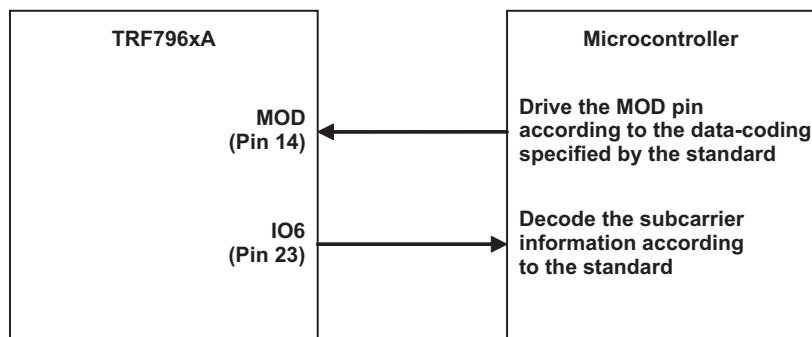 TRF796xA
Microcontroller
MOD
(Pin 14)
Drive the MOD pin
according to the data-coding
specified by the standard
IO6
(Pin 23)
Decode the subcarrier
information according
to the standard